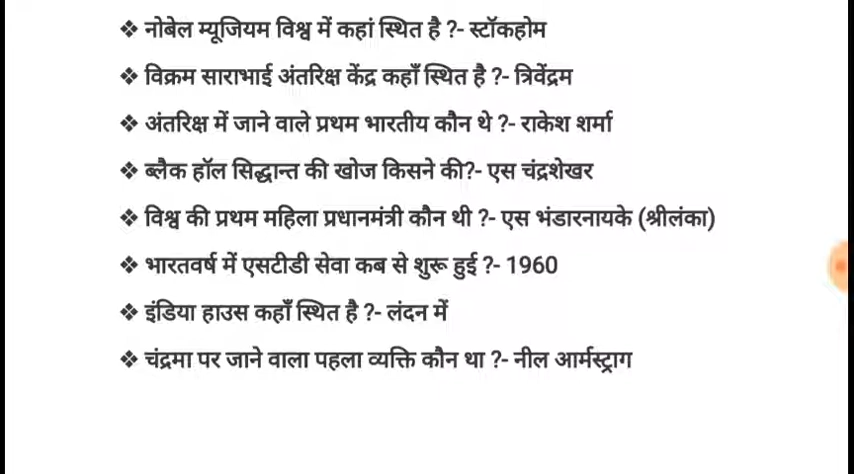 ❖ नोबेल म्यूजियम विश्व में कहां स्थित है ?- स्टॉकहोम
❖ विक्रम साराभाई अंतरिक्ष केंद्र कहाँ स्थित है ?- त्रिवेंद्रम
❖ अंतरिक्ष में जाने वाले प्रथम भारतीय कौन थे ?- राकेश शर्मा
❖ ब्लैक हॉल सिद्धान्त की खोज किसने की?- एस चंद्रशेखर
❖ विश्व की प्रथम महिला प्रधानमंत्री कौन थी ?- एस भंडारनायके (श्रीलंका)
❖ भारतवर्ष में एसटीडी सेवा कब से शुरू हुई ?- 1960
❖ इंडिया हाउस कहाँ स्थित है ?- लंदन में
❖ चंद्रमा पर जाने वाला पहला व्यक्ति कौन था ?- नील आर्मस्ट्राग